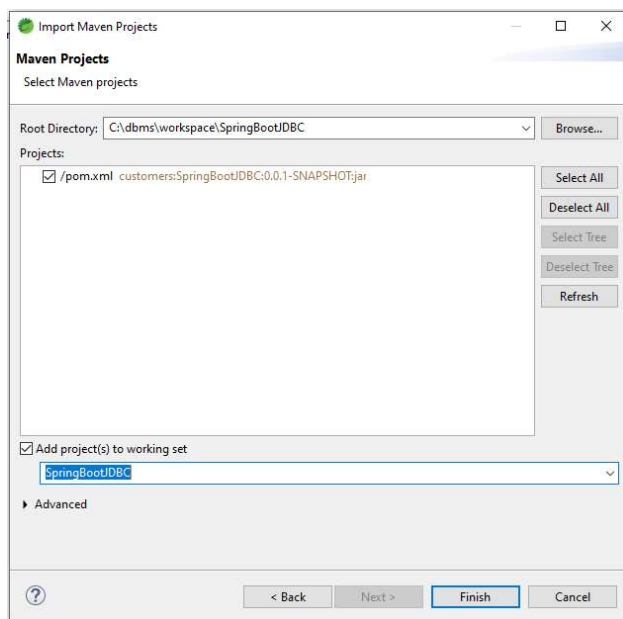 Import Maven Projects
Maven Projects
Select Maven projects
Root Directory: C:\dbms\workspace\SpringBootJDBC Browse...
Projects:
/pom.xml customers:SpringBootJDBC:0.0.1-SNAPSHOT:jar
Select All
Deselect All
Select Tree
Deselect Tree
Refresh
Add project(s) to working set
SpringBootJDBC
Advanced
? < Back Next > Finish Cancel